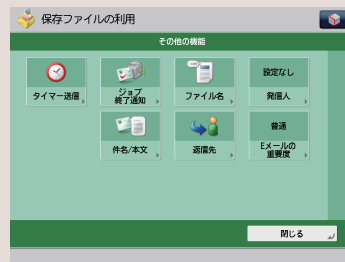 保存ファイルの利用
その他の機能
タイマー送信
ジョブ
終了通知
ファイル名
設定なし
発信人
件名/本文
返信先
普通
Eメールの
重要度
閉じる